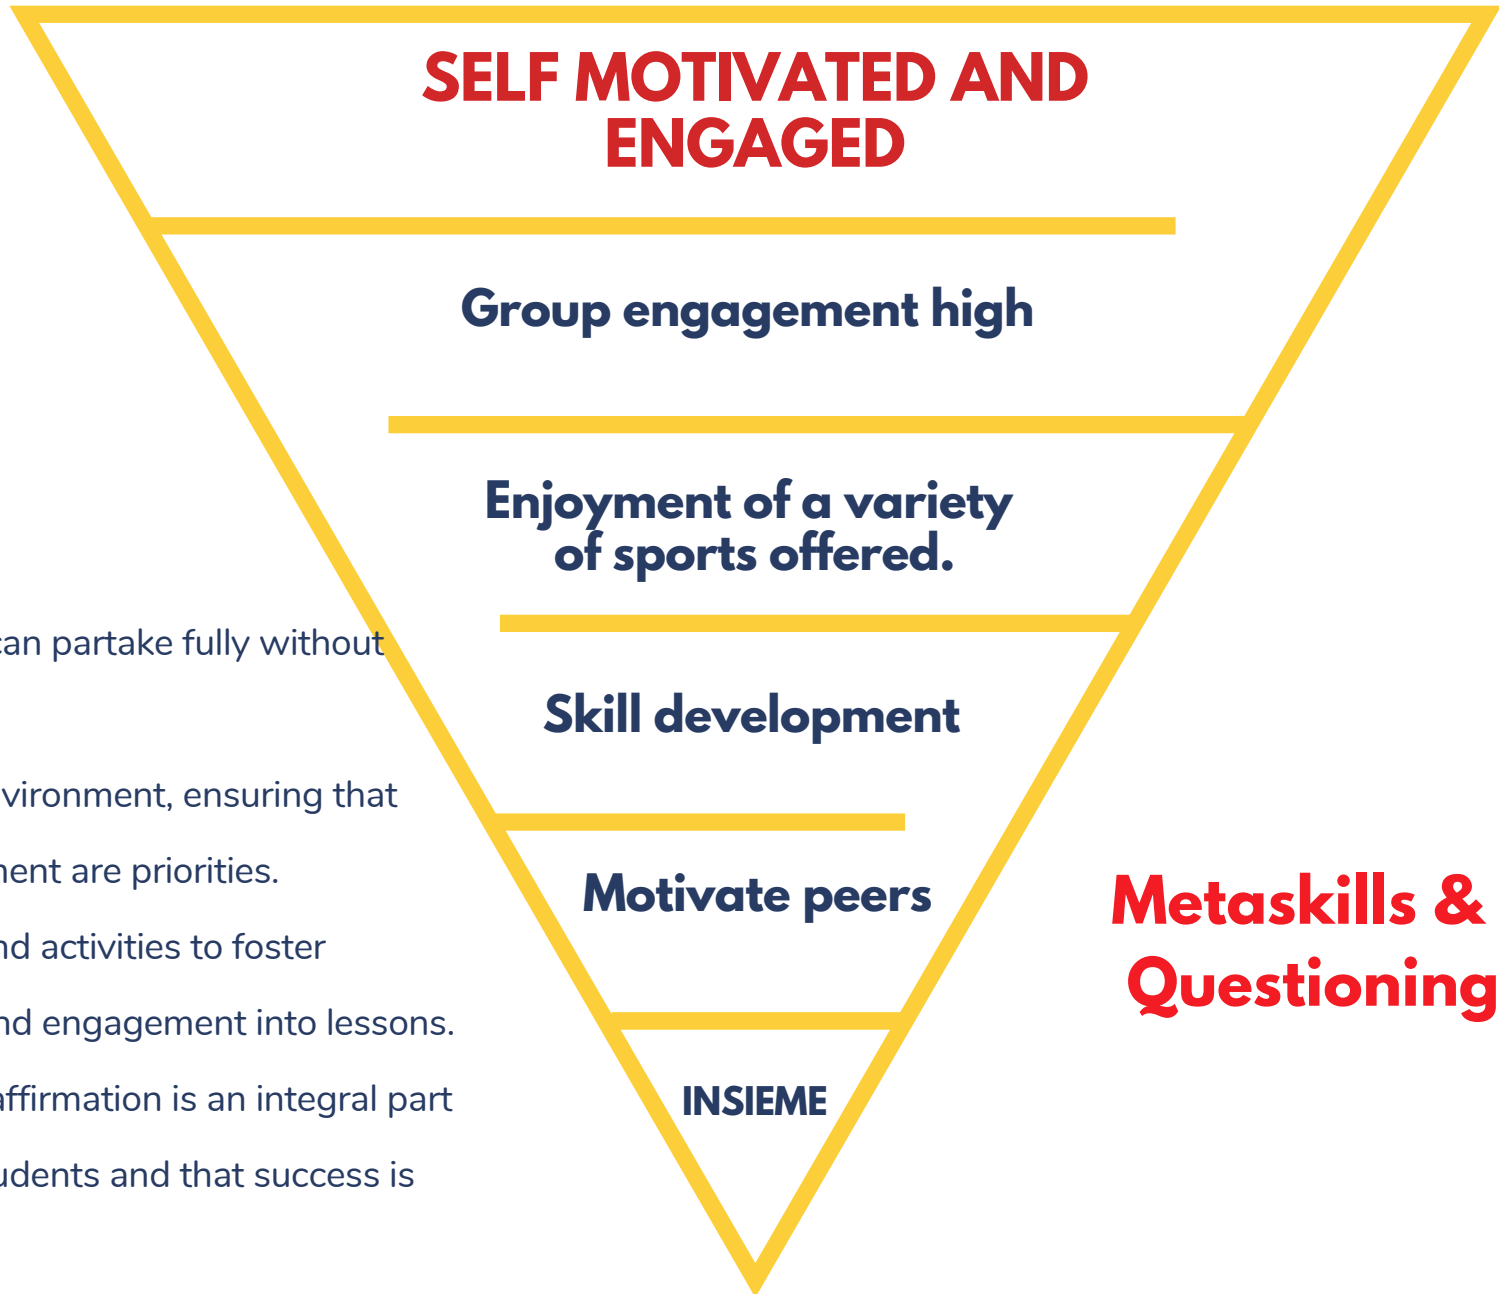 SELF MOTIVATED AND
ENGAGED
Group engagement high
Enjoyment of a variety
of sports offered.
can partake fully without
Skill development
vironment, ensuring that
ment are priorities.
Motivate peers
nd activities to foster
nd engagement into lessons.
affirmation is an integral part
udents and that success is
INSIEME
Metaskills &
Questioning